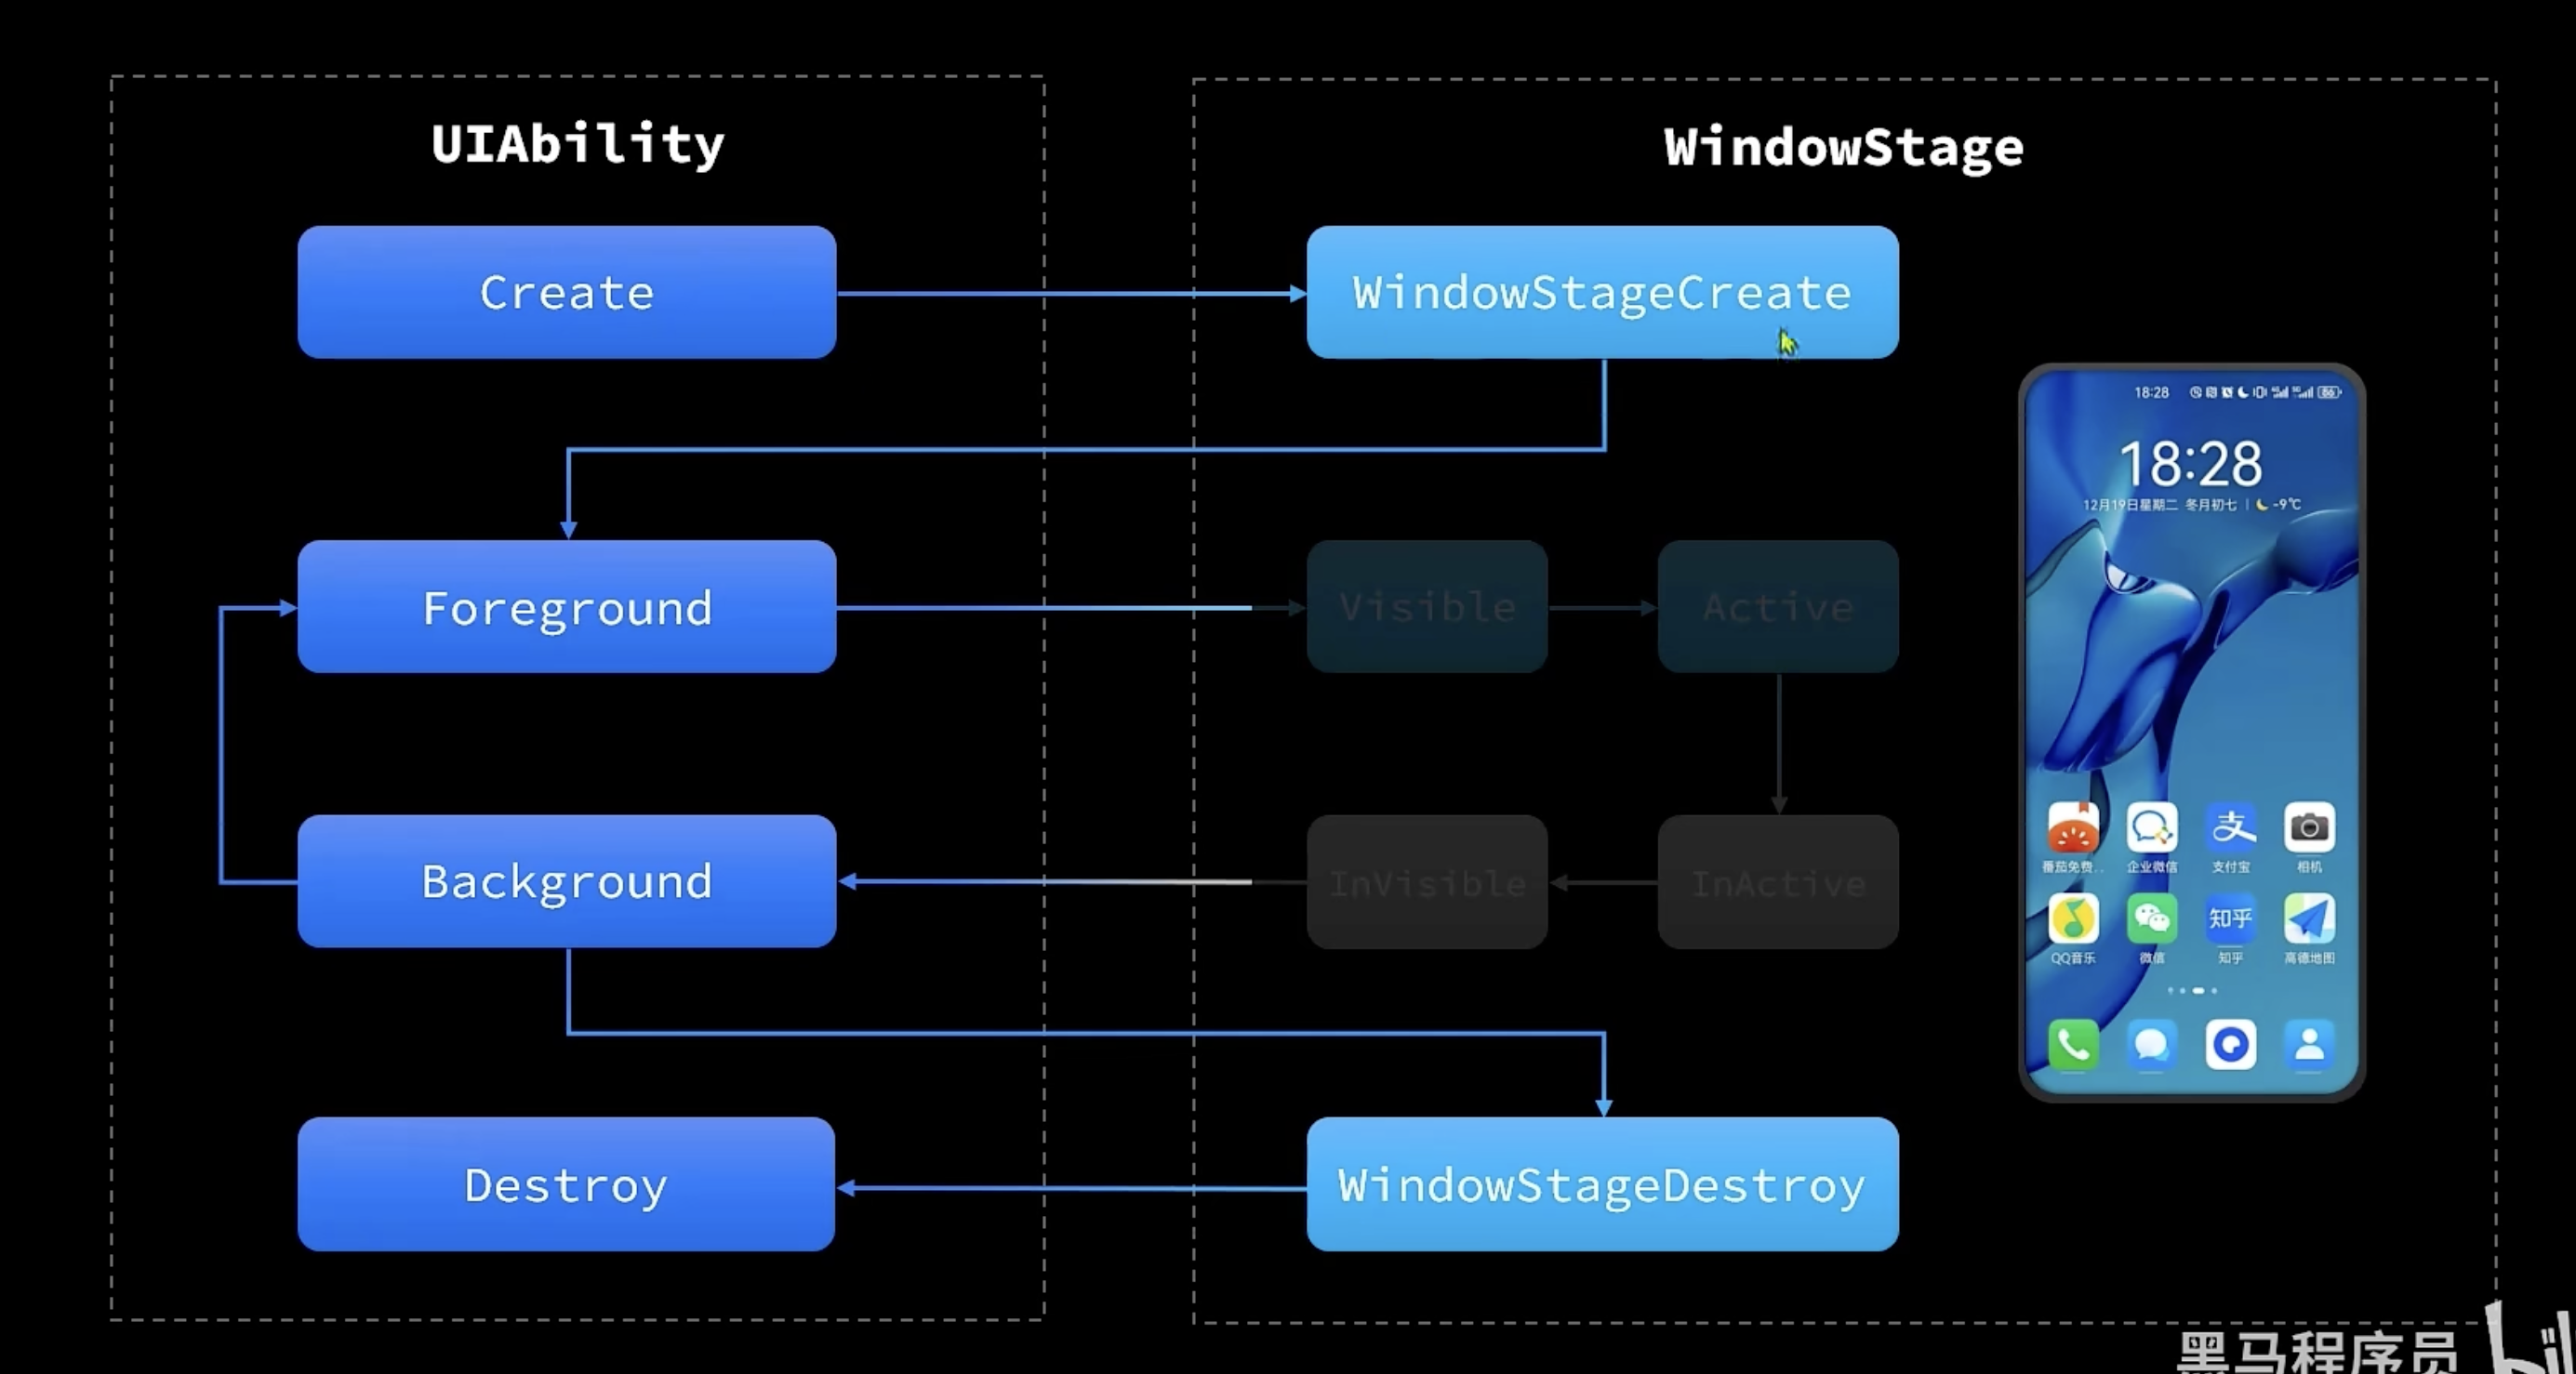 UIAbility
WindowStage
Create
WindowStageCreate
18:28
86
18:28
12月19日星期二 冬月初七 | -9℃
Foreground
Visible
Active
Background
InVisible
InActive
番茄免费..
企业微信
支
支付宝
相机
QQ音乐
微信
知乎
知乎
高德地图
Destroy
WindowStageDestroy
黑马程序员